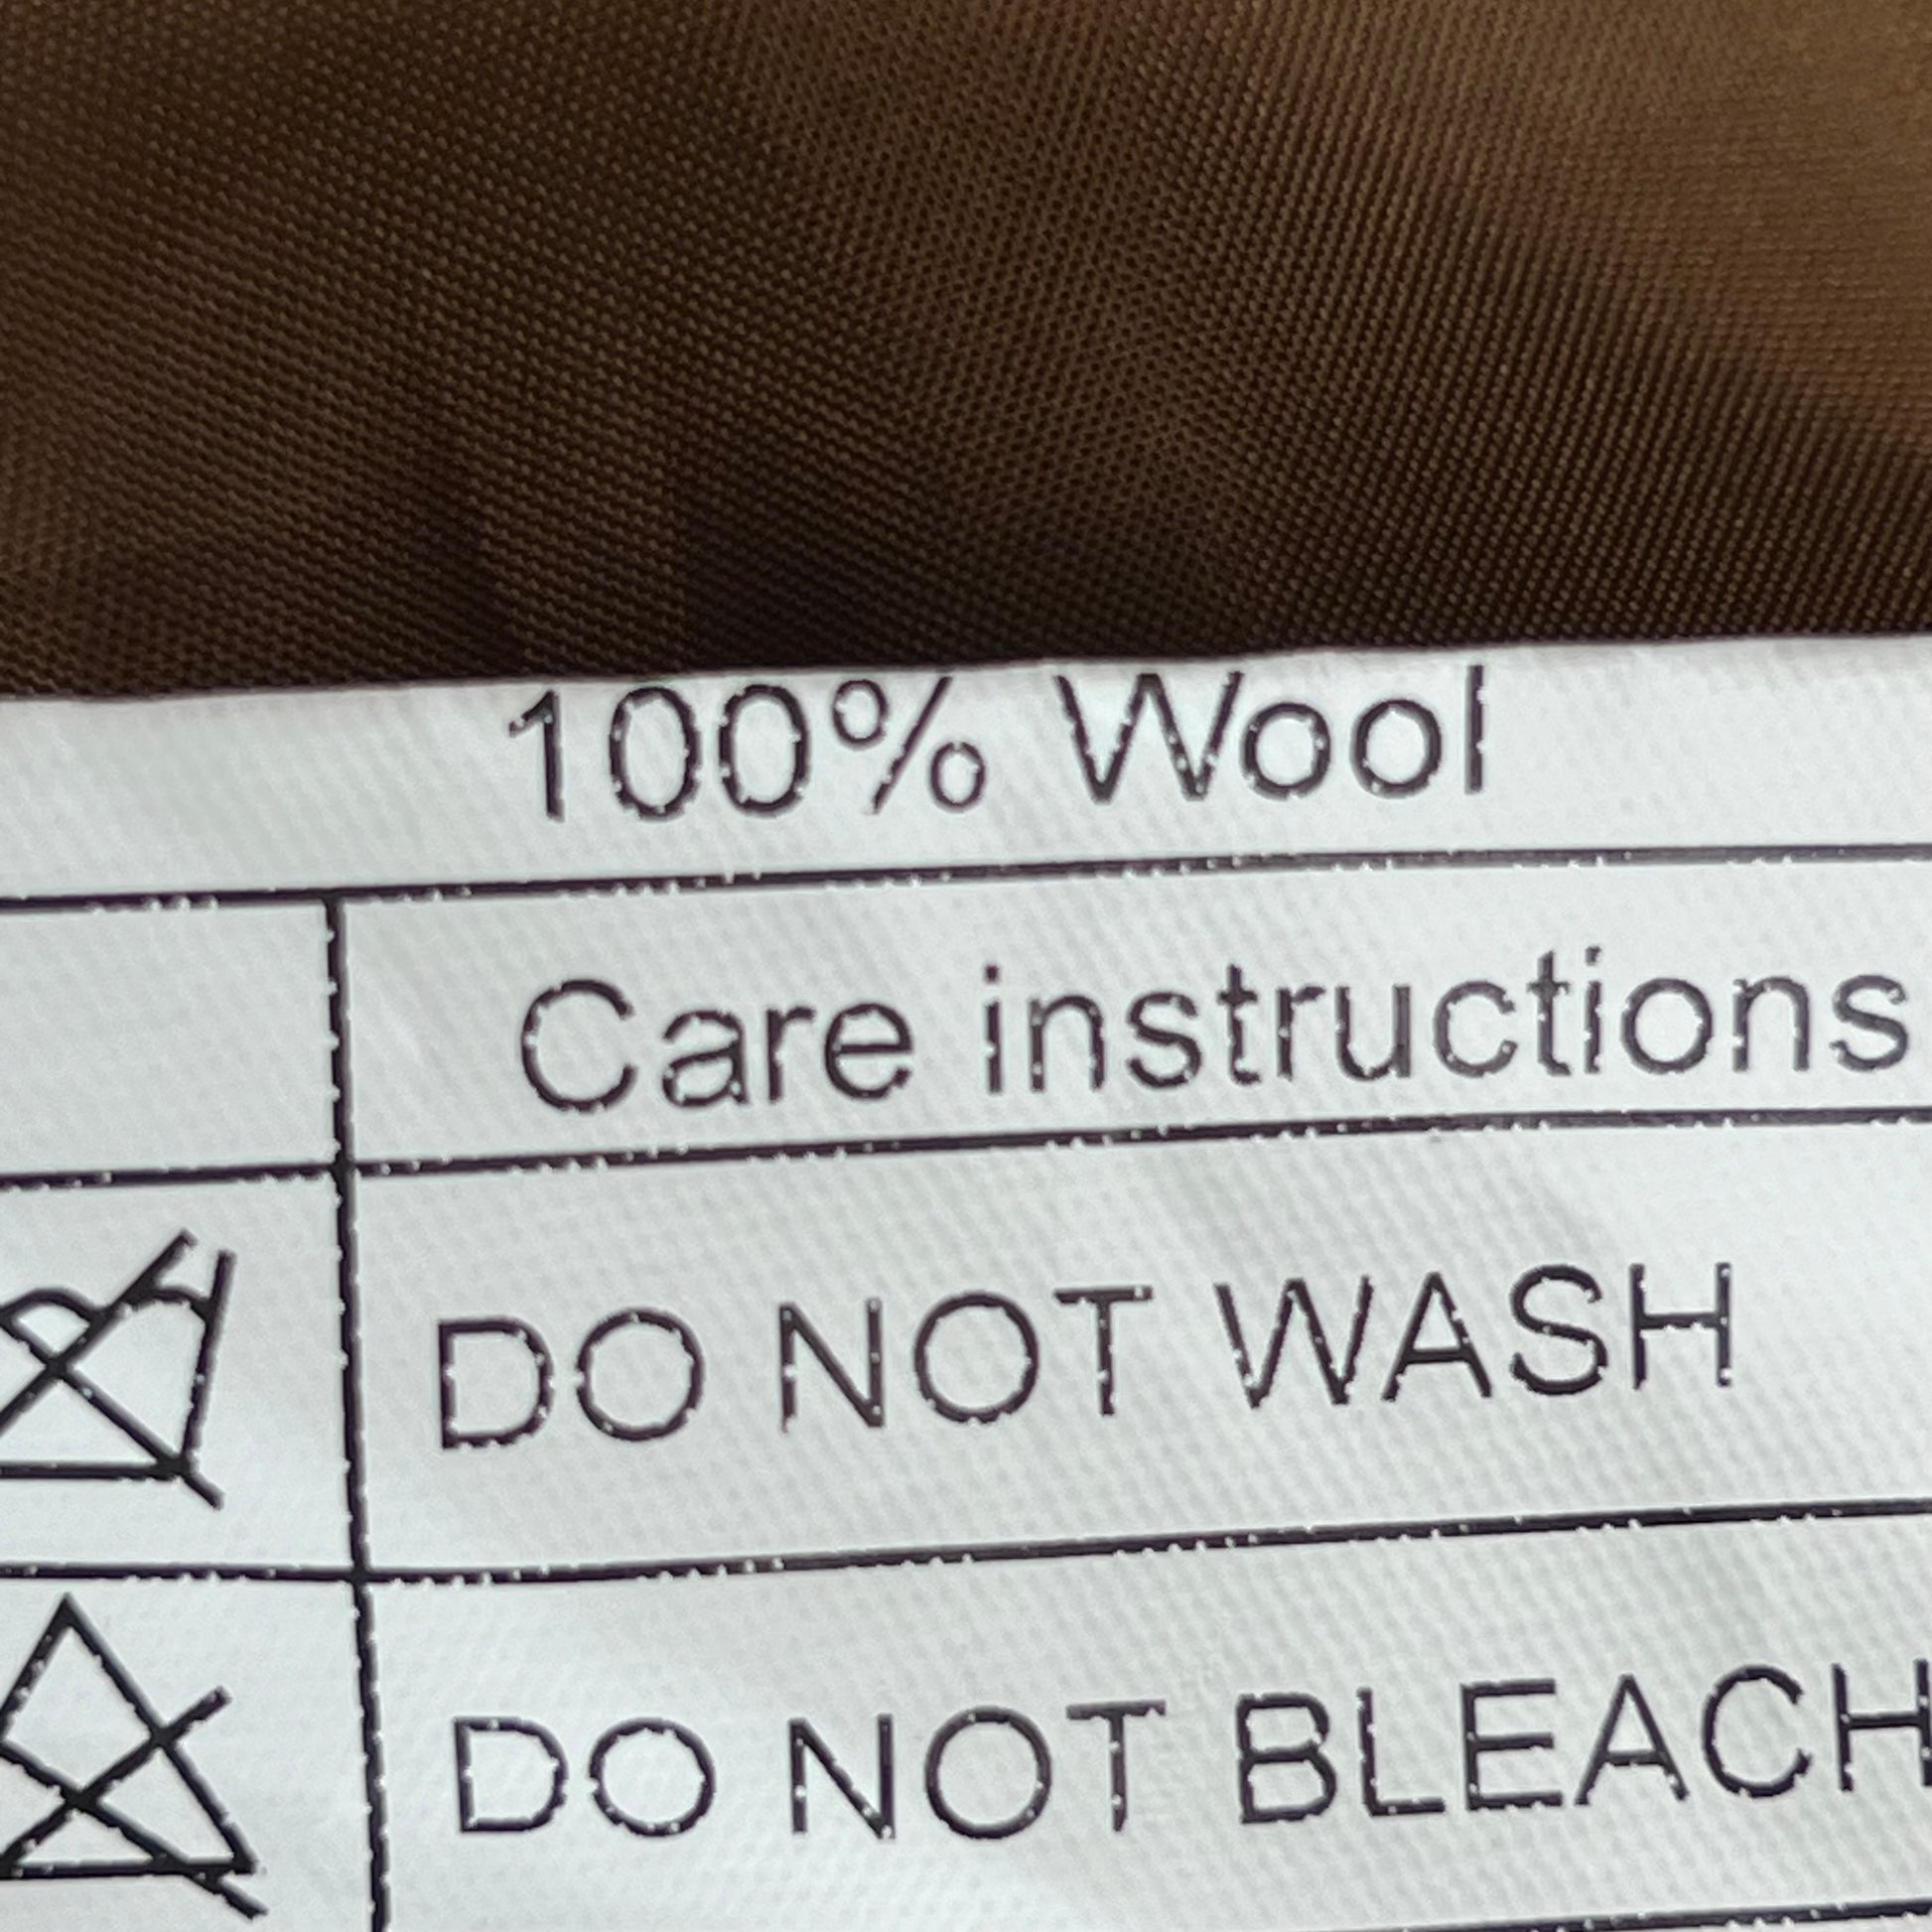 100% Wool
Care instructions
DO NOT WASH
DO NOT BLEACH